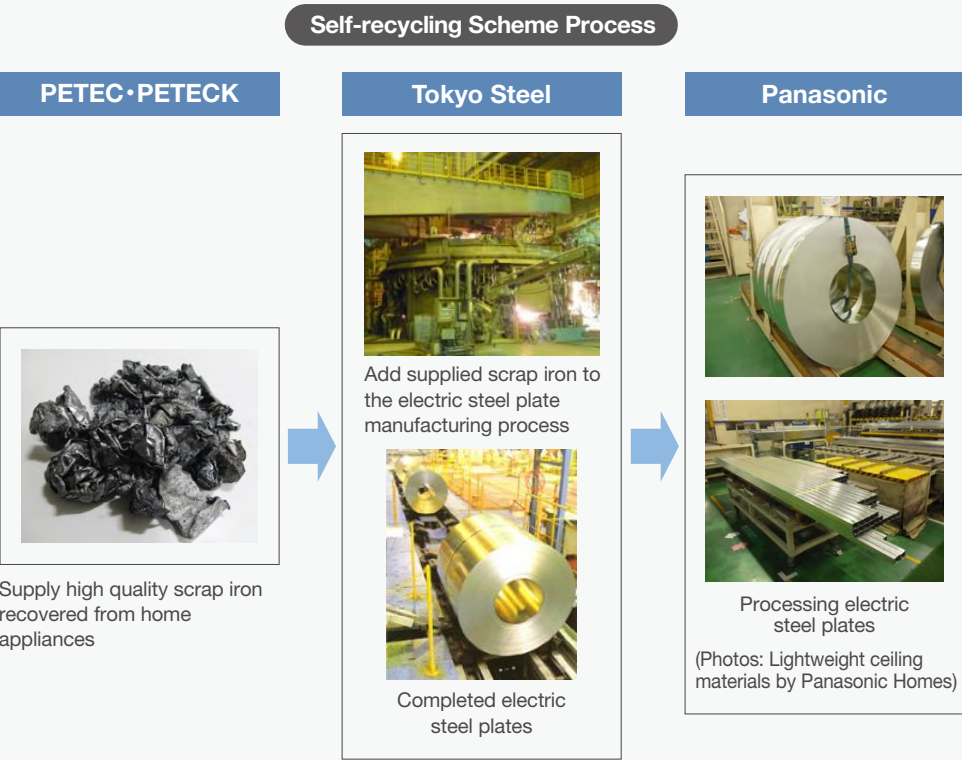 Self-recycling Scheme Process
PETEC•PETECK
Supply high quality scrap iron
recovered from home
appliances
Tokyo Steel
Add supplied scrap iron to
the electric steel plate
manufacturing process
Completed electric
steel plates
Panasonic
Processing electric
steel plates
(Photos: Lightweight ceiling
materials by Panasonic Homes)